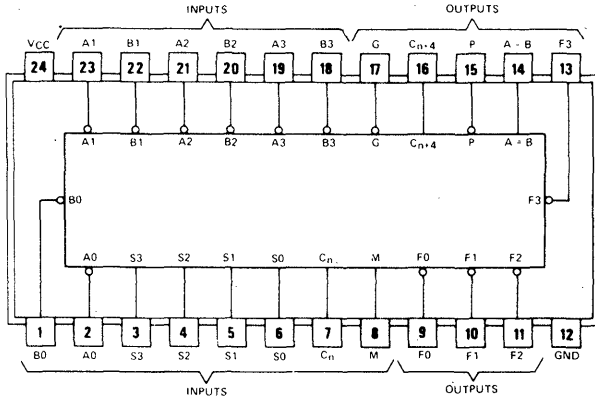 INPUTS OUTPUTS
VCC A1 B1 A2 B2 A3 B3 G Cn+4 P A = B F3
24 23 22 21 20 19 18 17 16 15 14 13
A1 B1 A2 B2 A3 B3 G Cn+4 P A = B
B0 F3
A0 S3 S2 S1 S0 Cn M F0 F1 F2
1 2 3 4 5 6 7 8 9 10 11 12
B0 A0 S3 S2 S1 S0 Cn M F0 F1 F2 GND
INPUTS OUTPUTS